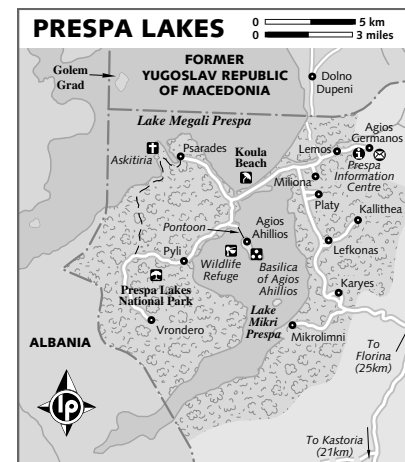 PRESPA LAKES
0 5 km
0 3 miles
Golem
Grad
FORMER
YUGOSLAV REPUBLIC
OF MACEDONIA
Dolno
Dupeni
Lake Megali Prespa
Agios
Germanos
Askitiria
Psarades
Koula
Beach
Lemos
Prespa
Information
Centre
Miliona
Platy
Kallithea
Pontoon
Agios
Ahillios
Lefkonas
Pyli
Wildlife
Refuge
Basilica
of Agios
Ahillios
Prespa Lakes
National Park
Karyes
Lake
Mikri
Prespa
Vrondero
Mikrolimni
ALBANIA
To
Florina
(25km)
lp
To Kastoria
(21km)